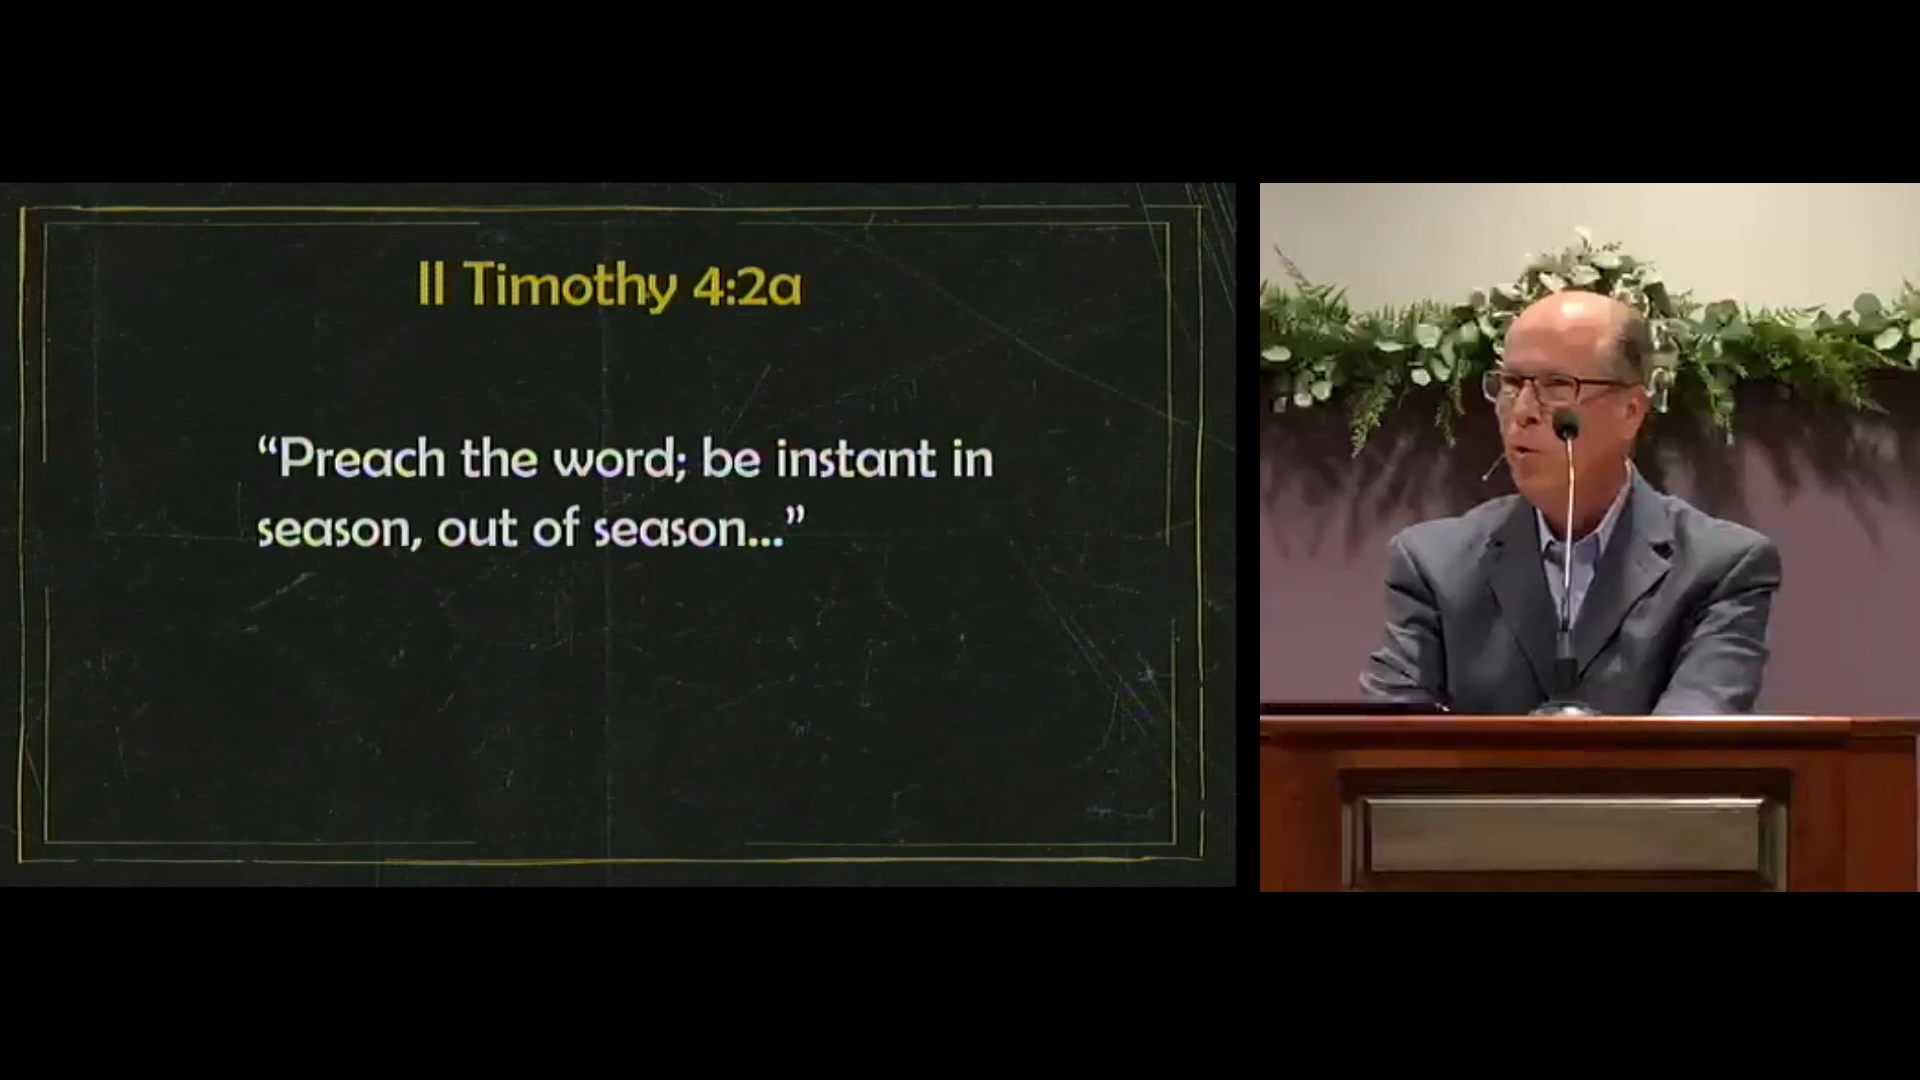 II Timothy 4:2a
“Preach the word; be instant in
season, out of season...”